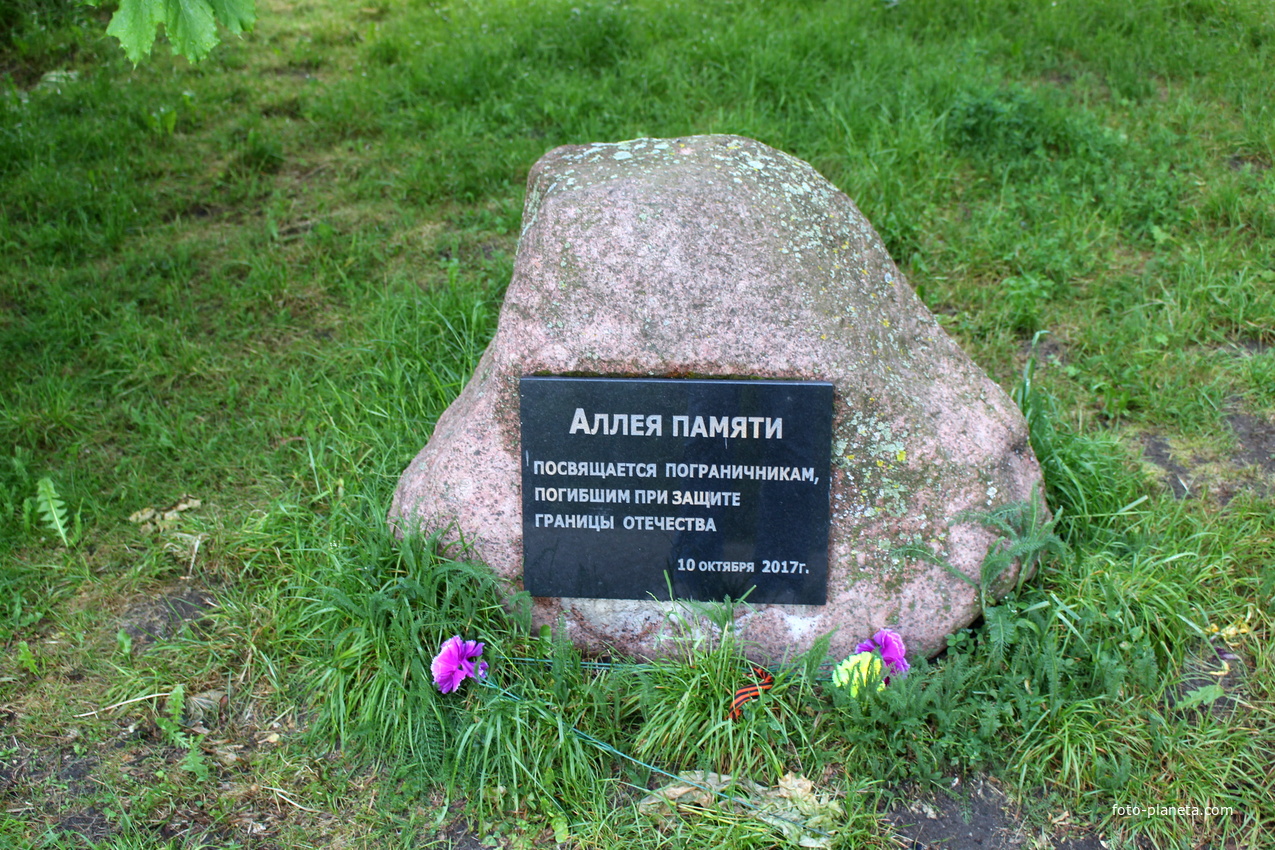 Аллея памяти
посвящается пограничникам,
погибшим при защите
границы отечества
10 октября 2017г.
foto-planeta.com